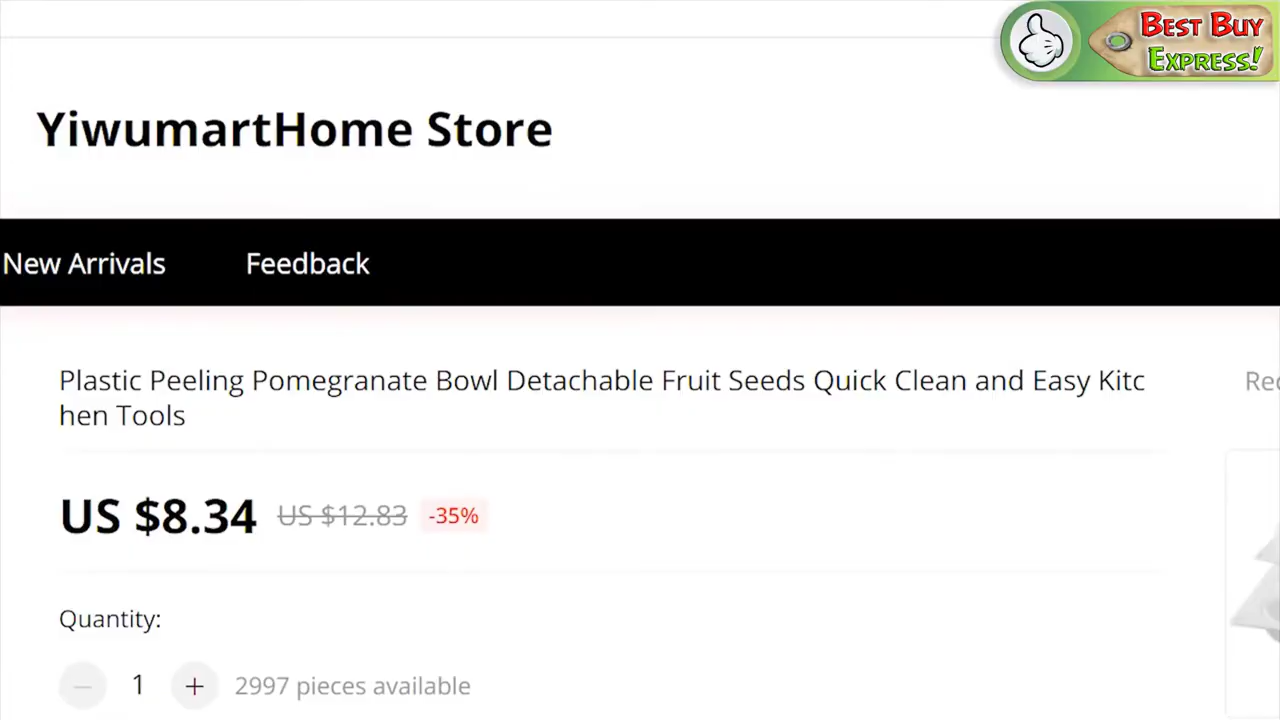 BEST BUY
EXPRESS!
YiwumartHome Store
New Arrivals Feedback
Plastic Peeling Pomegranate Bowl Detachable Fruit Seeds Quick Clean and Easy Kitc
hen Tools
US $8.34 US $12.83 -35%
Quantity:
1 + 2997 pieces available